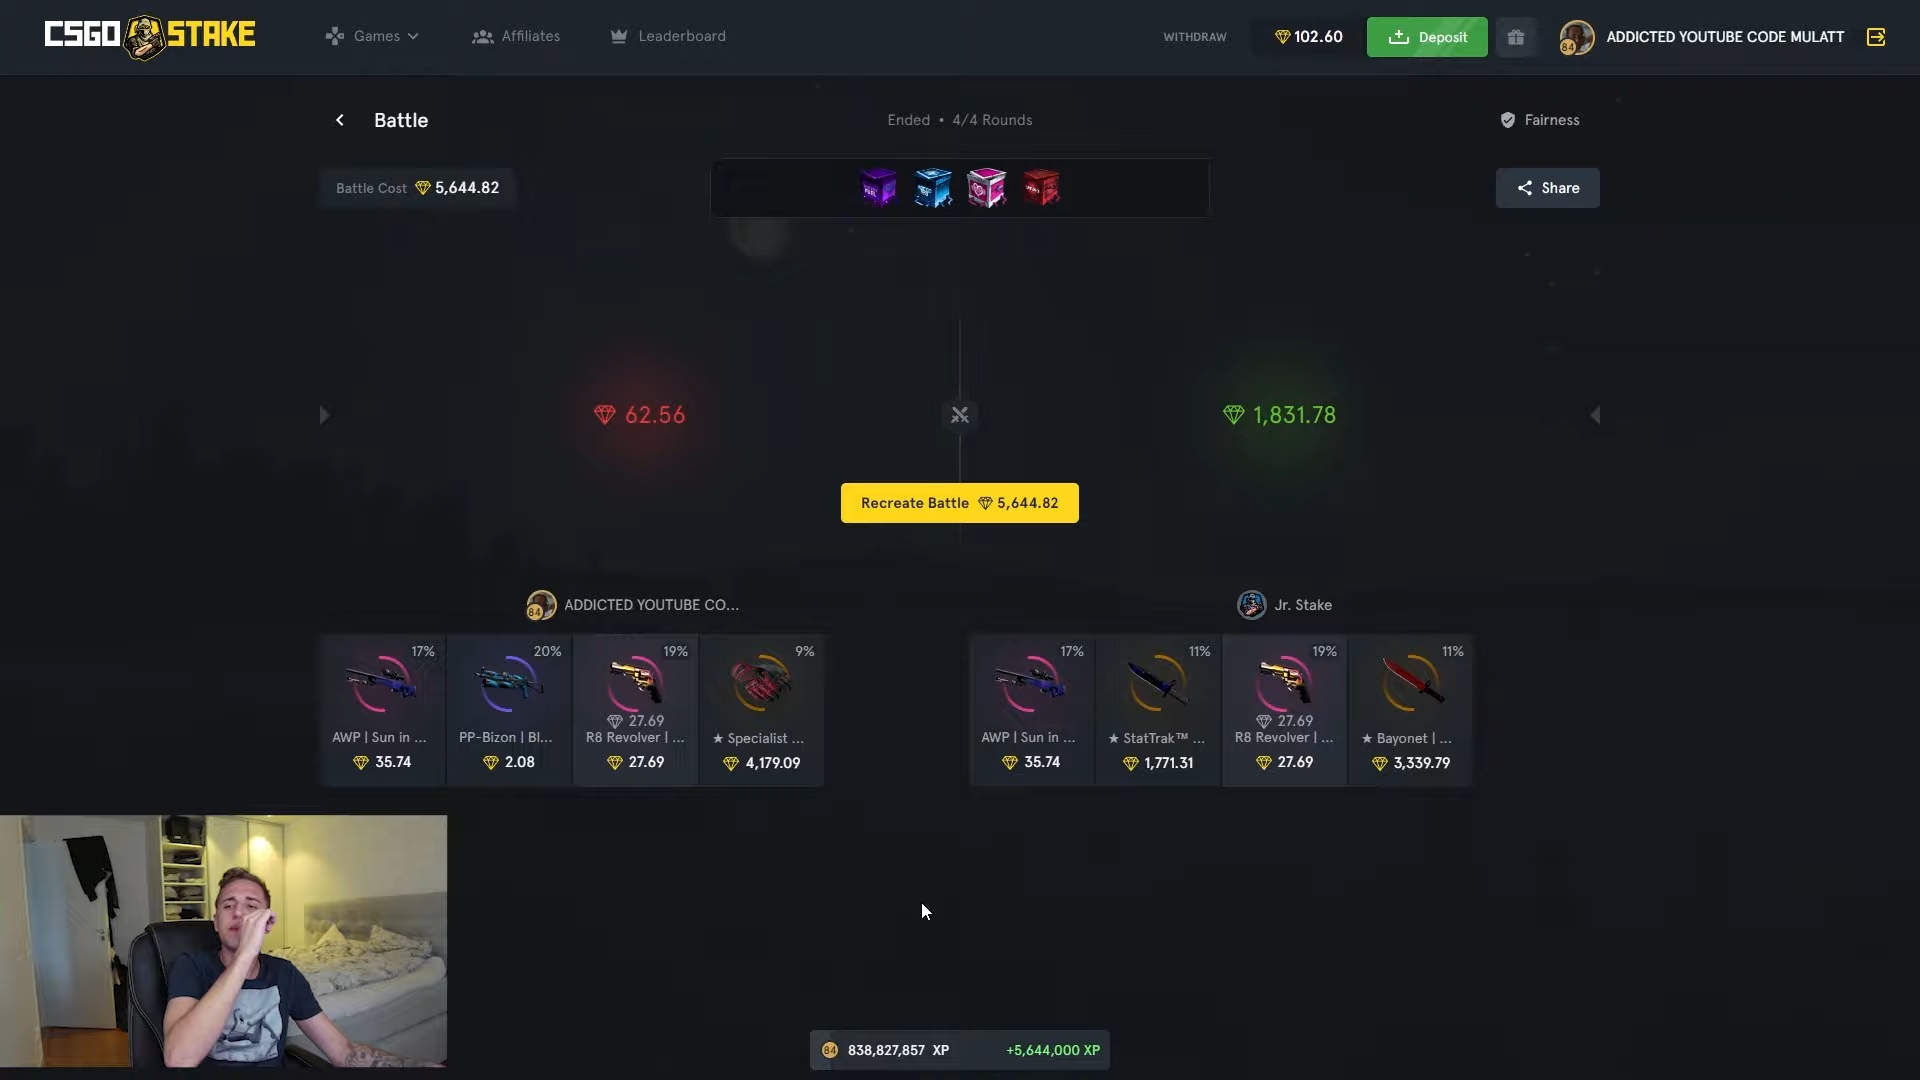 CSGO STAKE
Games
Affiliates
Leaderboard
WITHDRAW
102.60
Deposit
84
ADDICTED YOUTUBE CODE MULATT
Battle
Ended • 4/4 Rounds
Fairness
Battle Cost 5,644.82
Share
62.56
1,831.78
Recreate Battle 5,644.82
84 ADDICTED YOUTUBE CO...
Jr. Stake
17%
20%
19%
9%
27.69
AWP | Sun in ...
PP-Bizon | Bl...
R8 Revolver | ...
★ Specialist ...
35.74
2.08
27.69
4,179.09
17%
11%
19%
11%
27.69
AWP | Sun in ...
★ StatTrak™ ...
R8 Revolver | ...
★ Bayonet | ...
35.74
1,771.31
27.69
3,339.79
84 838,827,857 XP
+5,644,000 XP